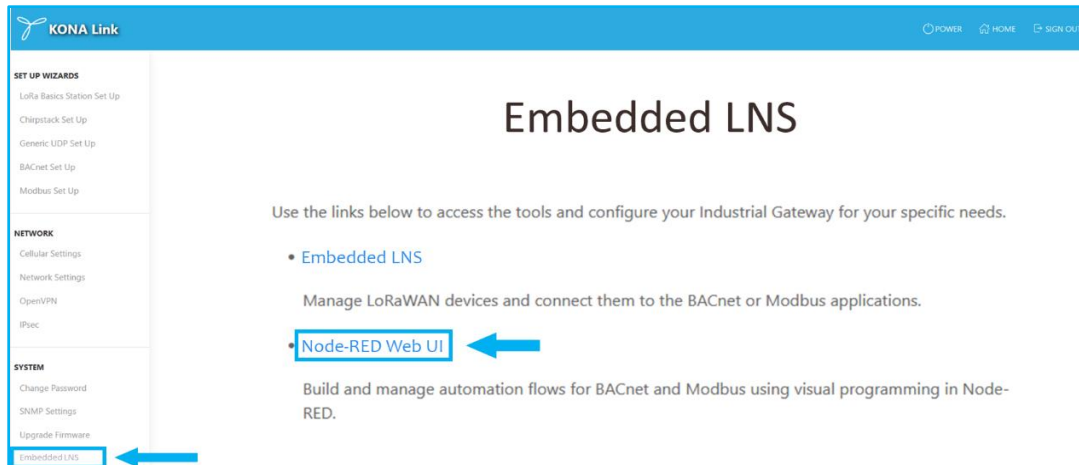 KONA Link
POWER HOME SIGN OUT
SET UP WIZARDS
LoRa Basics Station Set Up
Chirpstack Set Up
Generic UDP Set Up
BACnet Set Up
Modbus Set Up
NETWORK
Cellular Settings
Network Settings
OpenVPN
IPsec
SYSTEM
Change Password
SNMP Settings
Upgrade Firmware
Embedded LNS
Embedded LNS
Use the links below to access the tools and configure your Industrial Gateway for your specific needs.
• Embedded LNS
Manage LoRaWAN devices and connect them to the BACnet or Modbus applications.
• Node-RED Web UI
Build and manage automation flows for BACnet and Modbus using visual programming in Node-
RED.